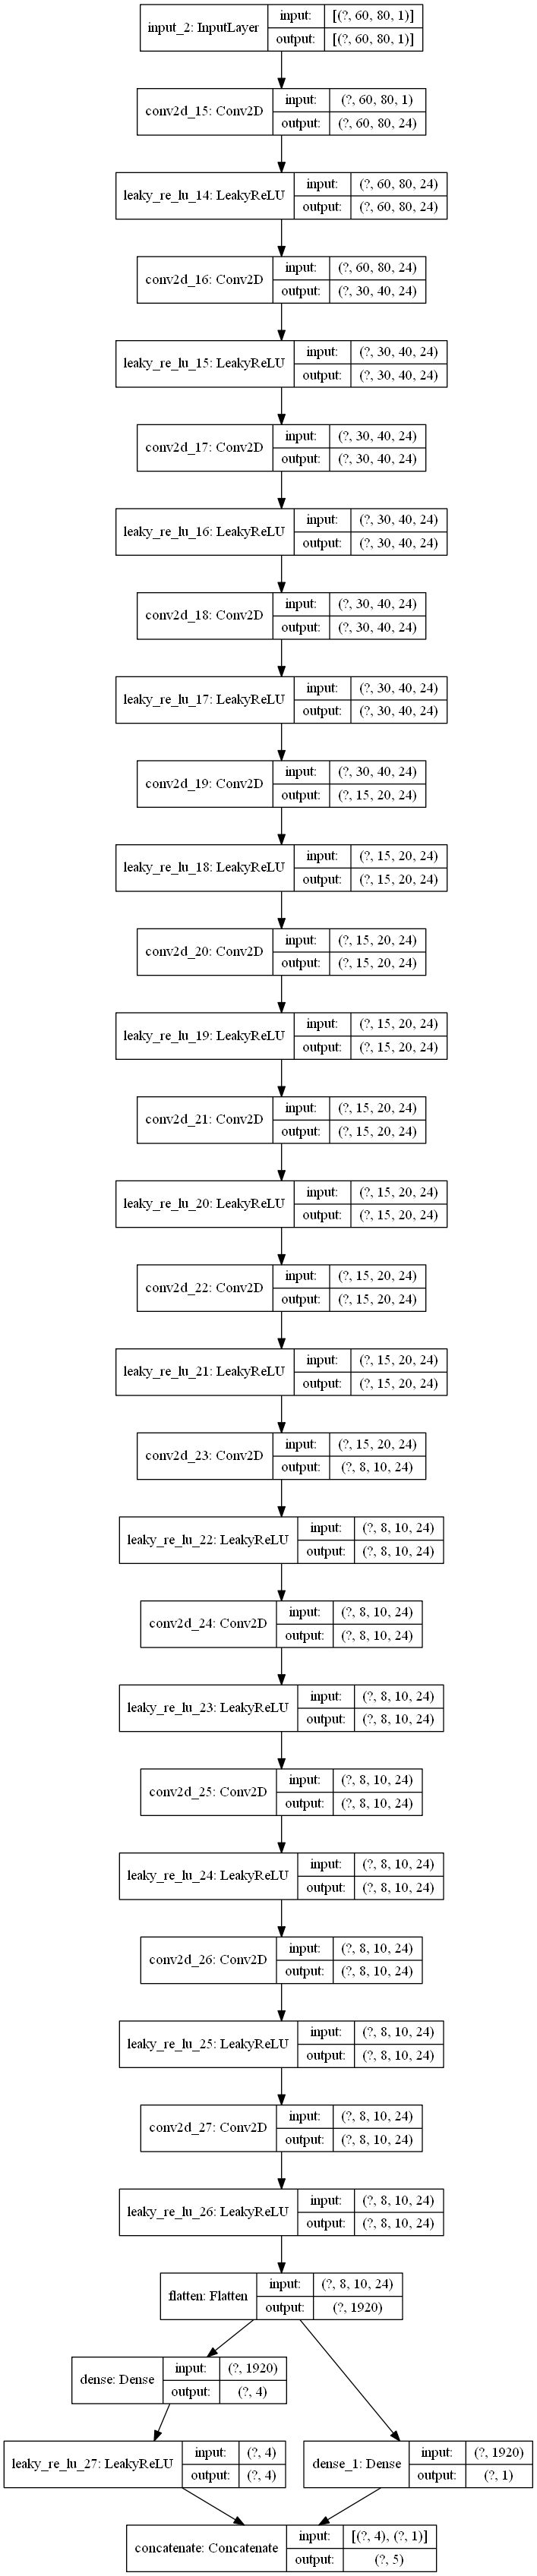 input_2: InputLayer
input: [(?, 60, 80, 1)]
output: [(?, 60, 80, 1)]
conv2d_15: Conv2D
input: (?, 60, 80, 1)
output: (?, 60, 80, 24)
leaky_re_lu_14: LeakyReLU
input: (?, 60, 80, 24)
output: (?, 60, 80, 24)
conv2d_16: Conv2D
input: (?, 60, 80, 24)
output: (?, 30, 40, 24)
leaky_re_lu_15: LeakyReLU
input: (?, 30, 40, 24)
output: (?, 30, 40, 24)
conv2d_17: Conv2D
input: (?, 30, 40, 24)
output: (?, 30, 40, 24)
leaky_re_lu_16: LeakyReLU
input: (?, 30, 40, 24)
output: (?, 30, 40, 24)
conv2d_18: Conv2D
input: (?, 30, 40, 24)
output: (?, 30, 40, 24)
leaky_re_lu_17: LeakyReLU
input: (?, 30, 40, 24)
output: (?, 30, 40, 24)
conv2d_19: Conv2D
input: (?, 30, 40, 24)
output: (?, 15, 20, 24)
leaky_re_lu_18: LeakyReLU
input: (?, 15, 20, 24)
output: (?, 15, 20, 24)
conv2d_20: Conv2D
input: (?, 15, 20, 24)
output: (?, 15, 20, 24)
leaky_re_lu_19: LeakyReLU
input: (?, 15, 20, 24)
output: (?, 15, 20, 24)
conv2d_21: Conv2D
input: (?, 15, 20, 24)
output: (?, 15, 20, 24)
leaky_re_lu_20: LeakyReLU
input: (?, 15, 20, 24)
output: (?, 15, 20, 24)
conv2d_22: Conv2D
input: (?, 15, 20, 24)
output: (?, 15, 20, 24)
leaky_re_lu_21: LeakyReLU
input: (?, 15, 20, 24)
output: (?, 15, 20, 24)
conv2d_23: Conv2D
input: (?, 15, 20, 24)
output: (?, 8, 10, 24)
leaky_re_lu_22: LeakyReLU
input: (?, 8, 10, 24)
output: (?, 8, 10, 24)
conv2d_24: Conv2D
input: (?, 8, 10, 24)
output: (?, 8, 10, 24)
leaky_re_lu_23: LeakyReLU
input: (?, 8, 10, 24)
output: (?, 8, 10, 24)
conv2d_25: Conv2D
input: (?, 8, 10, 24)
output: (?, 8, 10, 24)
leaky_re_lu_24: LeakyReLU
input: (?, 8, 10, 24)
output: (?, 8, 10, 24)
conv2d_26: Conv2D
input: (?, 8, 10, 24)
output: (?, 8, 10, 24)
leaky_re_lu_25: LeakyReLU
input: (?, 8, 10, 24)
output: (?, 8, 10, 24)
conv2d_27: Conv2D
input: (?, 8, 10, 24)
output: (?, 8, 10, 24)
leaky_re_lu_26: LeakyReLU
input: (?, 8, 10, 24)
output: (?, 8, 10, 24)
flatten: Flatten
input: (?, 8, 10, 24)
output: (?, 1920)
dense: Dense
input: (?, 1920)
output: (?, 4)
leaky_re_lu_27: LeakyReLU
input: (?, 4)
output: (?, 4)
dense_1: Dense
input: (?, 1920)
output: (?, 1)
concatenate: Concatenate
input: [(?, 4), (?, 1)]
output: (?, 5)